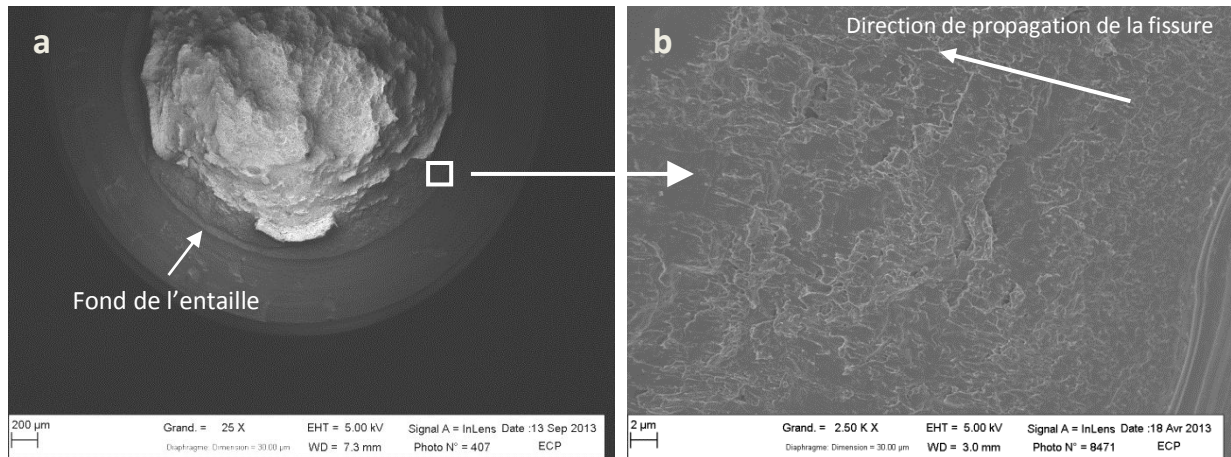 a
Fond de l’entaille
200 µm
Grand. = 25 X
EHT = 5.00 kV
Signal A = InLens
Date :13 Sep 2013
Diaphragme: Dimension = 30.00 µm
WD = 7.3 mm
Photo N° = 407
ECP
b
Direction de propagation de la fissure
2 µm
Grand. = 2.50 K X
EHT = 5.00 kV
Signal A = InLens
Date :18 Avr 2013
Diaphragme: Dimension = 30.00 µm
WD = 3.0 mm
Photo N° = 8471
ECP